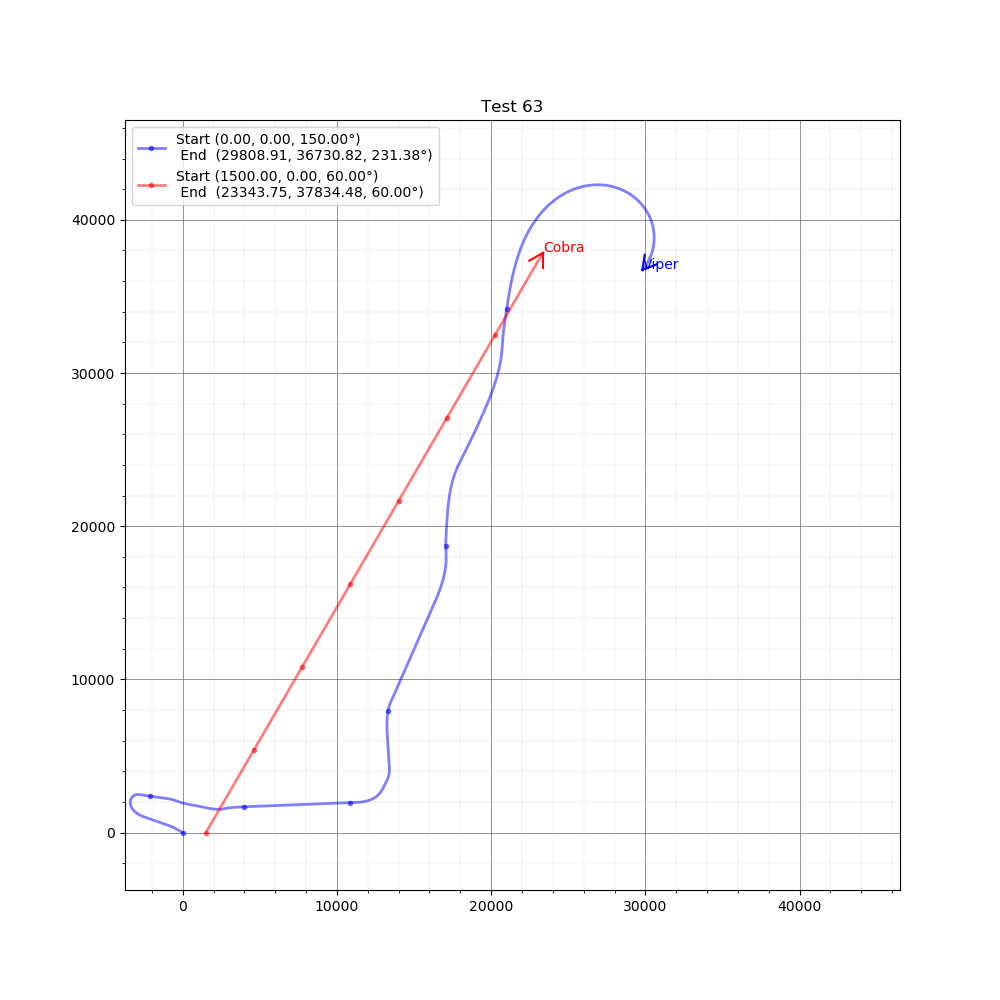 Test 63
Start (0.00, 0.00, 150.00°)
End  (29808.91, 36730.82, 231.38°)
Start (1500.00, 0.00, 60.00°)
End  (23343.75, 37834.48, 60.00°)
40000
30000
20000
10000
0
Cobra
Viper
0 10000 20000 30000 40000